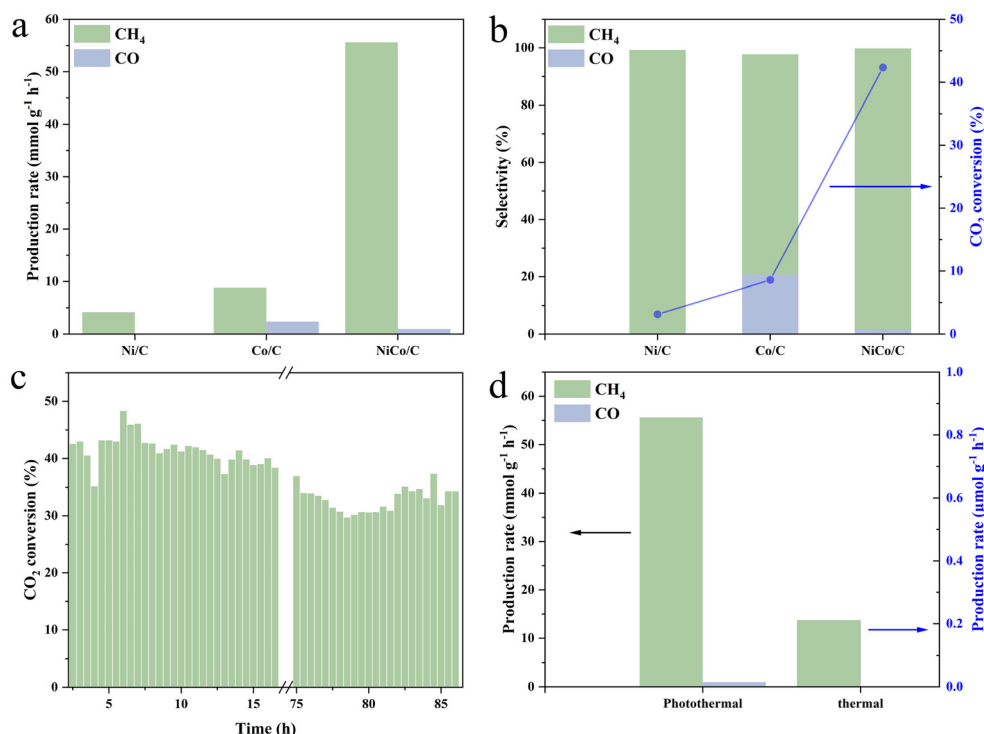 a
CH₄
CO
Production rate (mmol g⁻¹ h⁻¹)
60
50
40
30
20
10
0
Ni/C
Co/C
NiCo/C
b
CH₄
CO
Selectivity (%)
100
80
60
40
20
0
CO₂ conversion (%)
50
40
30
20
10
0
Ni/C
Co/C
NiCo/C
c
CO₂ conversion (%)
50
40
30
20
10
0
5
10
15
75
80
85
Time (h)
d
CH₄
CO
Production rate (mmol g⁻¹ h⁻¹)
60
50
40
30
20
10
0
Production rate (μmol g⁻¹ h⁻¹)
1.0
0.8
0.6
0.4
0.2
0.0
Photothermal
thermal